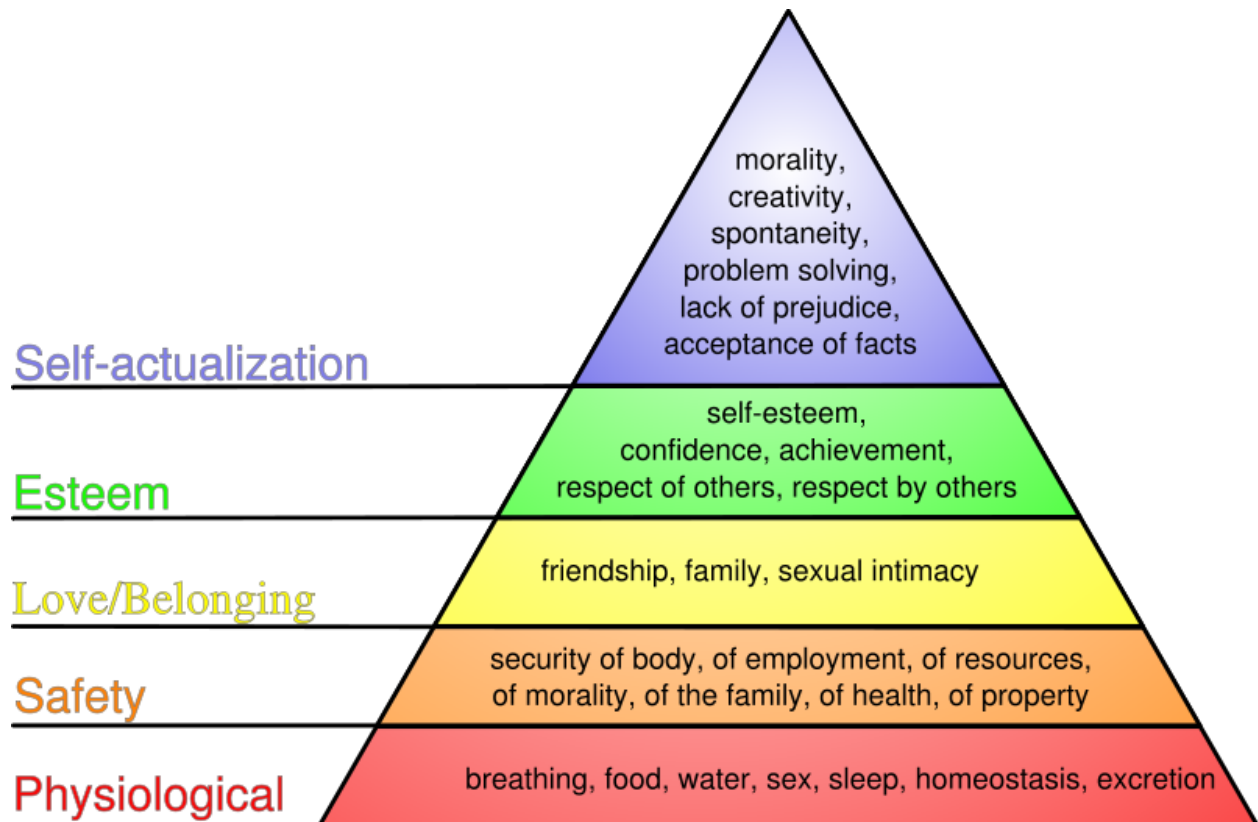 morality,
creativity,
spontaneity,
problem solving,
lack of prejudice,
acceptance of facts
Self-actualization
self-esteem,
confidence, achievement,
respect of others, respect by others
Esteem
friendship, family, sexual intimacy
Love/Belonging
security of body, of employment, of resources,
of morality, of the family, of health, of property
Safety
breathing, food, water, sex, sleep, homeostasis, excretion
Physiological